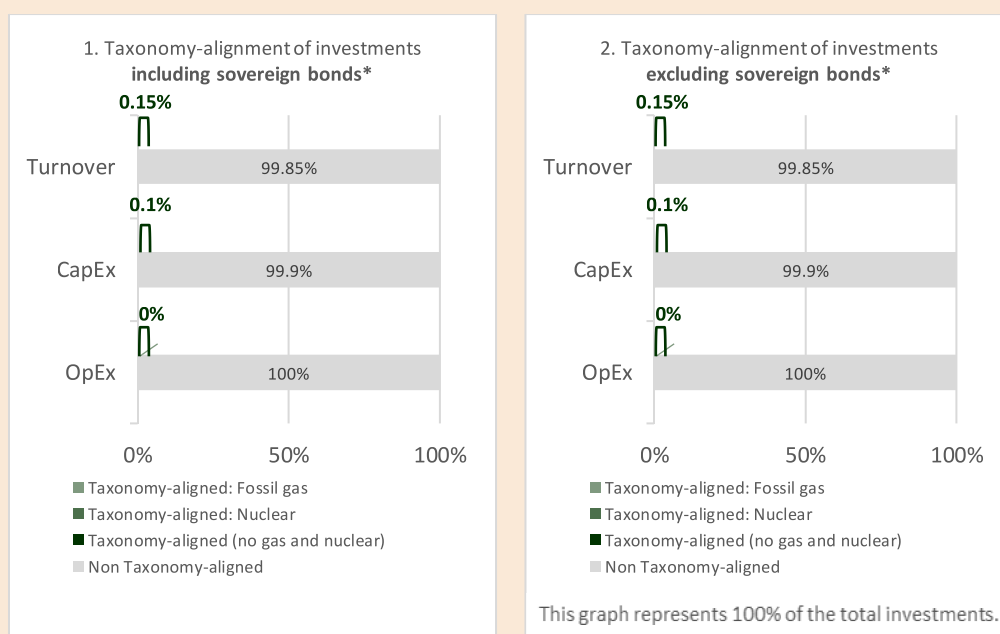 1. Taxonomy-alignment of investments
including sovereign bonds*
0.15%
Turnover
99.85%
0.1%
CapEx
99.9%
0%
OpEx
100%
0% 50% 100%
Taxonomy-aligned: Fossil gas
Taxonomy-aligned: Nuclear
Taxonomy-aligned (no gas and nuclear)
Non Taxonomy-aligned
2. Taxonomy-alignment of investments
excluding sovereign bonds*
0.15%
Turnover
99.85%
0.1%
CapEx
99.9%
0%
OpEx
100%
0% 50% 100%
Taxonomy-aligned: Fossil gas
Taxonomy-aligned: Nuclear
Taxonomy-aligned (no gas and nuclear)
Non Taxonomy-aligned
This graph represents 100% of the total investments.